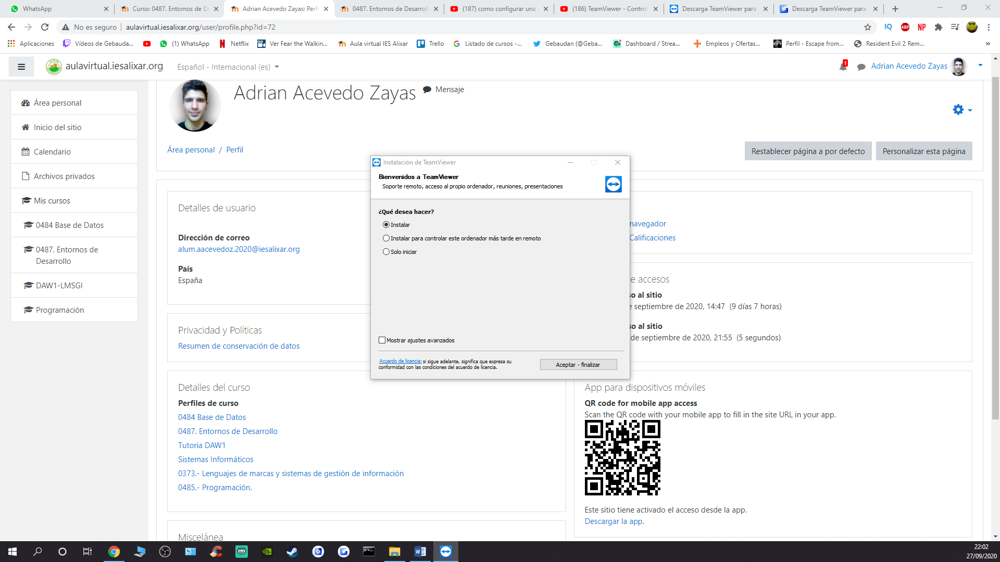 WhatsApp
Curso: 0487. Entornos de D
Adrian Acevedo Zayas: Perfi
0487. Entornos de Desarroll
(187) como configurar una
(186) TeamViewer - Control
Descarga TeamViewer para
Descarga TeamViewer para
No es seguro
aulavirtual.iesalixar.org/user/profile.php?id=72
IQ
ABP
NP
Aplicaciones
Vídeos de Gebauda...
(1) WhatsApp
Netflix
Ver Fear the Walkin...
Aula virtual IES Alixar
Trello
Listado de cursos -...
Gebaudan (@Geba...
Dashboard / Strea...
Empleos y Ofertas...
Perfil - Escape from...
Resident Evil 2 Rem...
aulavirtual.iesalixar.org
Español - Internacional (es)
1
Adrian Acevedo Zayas
Área personal
Inicio del sitio
Calendario
Archivos privados
Mis cursos
0484 Base de Datos
0487. Entornos de
Desarrollo
DAW1-LMSGI
Programación
Adrian Acevedo Zayas
Mensaje
Área personal / Perfil
Restablecer página a por defecto
Personalizar esta página
Detalles de usuario
Dirección de correo
alum.aacevedoz.2020@iesalixar.org
País
España
Privacidad y Políticas
Resumen de conservación de datos
Detalles del curso
Perfiles de curso
0484 Base de Datos
0487. Entornos de Desarrollo
Tutoria DAW1
Sistemas Informáticos
0373.- Lenguajes de marcas y sistemas de gestión de información
0485.- Programación.
Miscelánea
Instalación de TeamViewer
Bienvenidos a TeamViewer
Soporte remoto, acceso al propio ordenador, reuniones, presentaciones
¿Qué desea hacer?
Instalar
Instalar para controlar este ordenador más tarde en remoto
Solo iniciar
Mostrar ajustes avanzados
Acuerdo de licencia: si sigue adelante, significa que expresa su
conformidad con las condiciones del acuerdo de licencia.
Aceptar - finalizar
navegador
Calificaciones
e accesos
so al sitio
e septiembre de 2020, 14:47 (9 días 7 horas)
so al sitio
de septiembre de 2020, 21:55 (5 segundos)
App para dispositivos móviles
QR code for mobile app access
Scan the QR code with your mobile app to fill in the site URL in your app.
Este sitio tiene activado el acceso desde la app.
Descargar la app.
22:02
27/09/2020